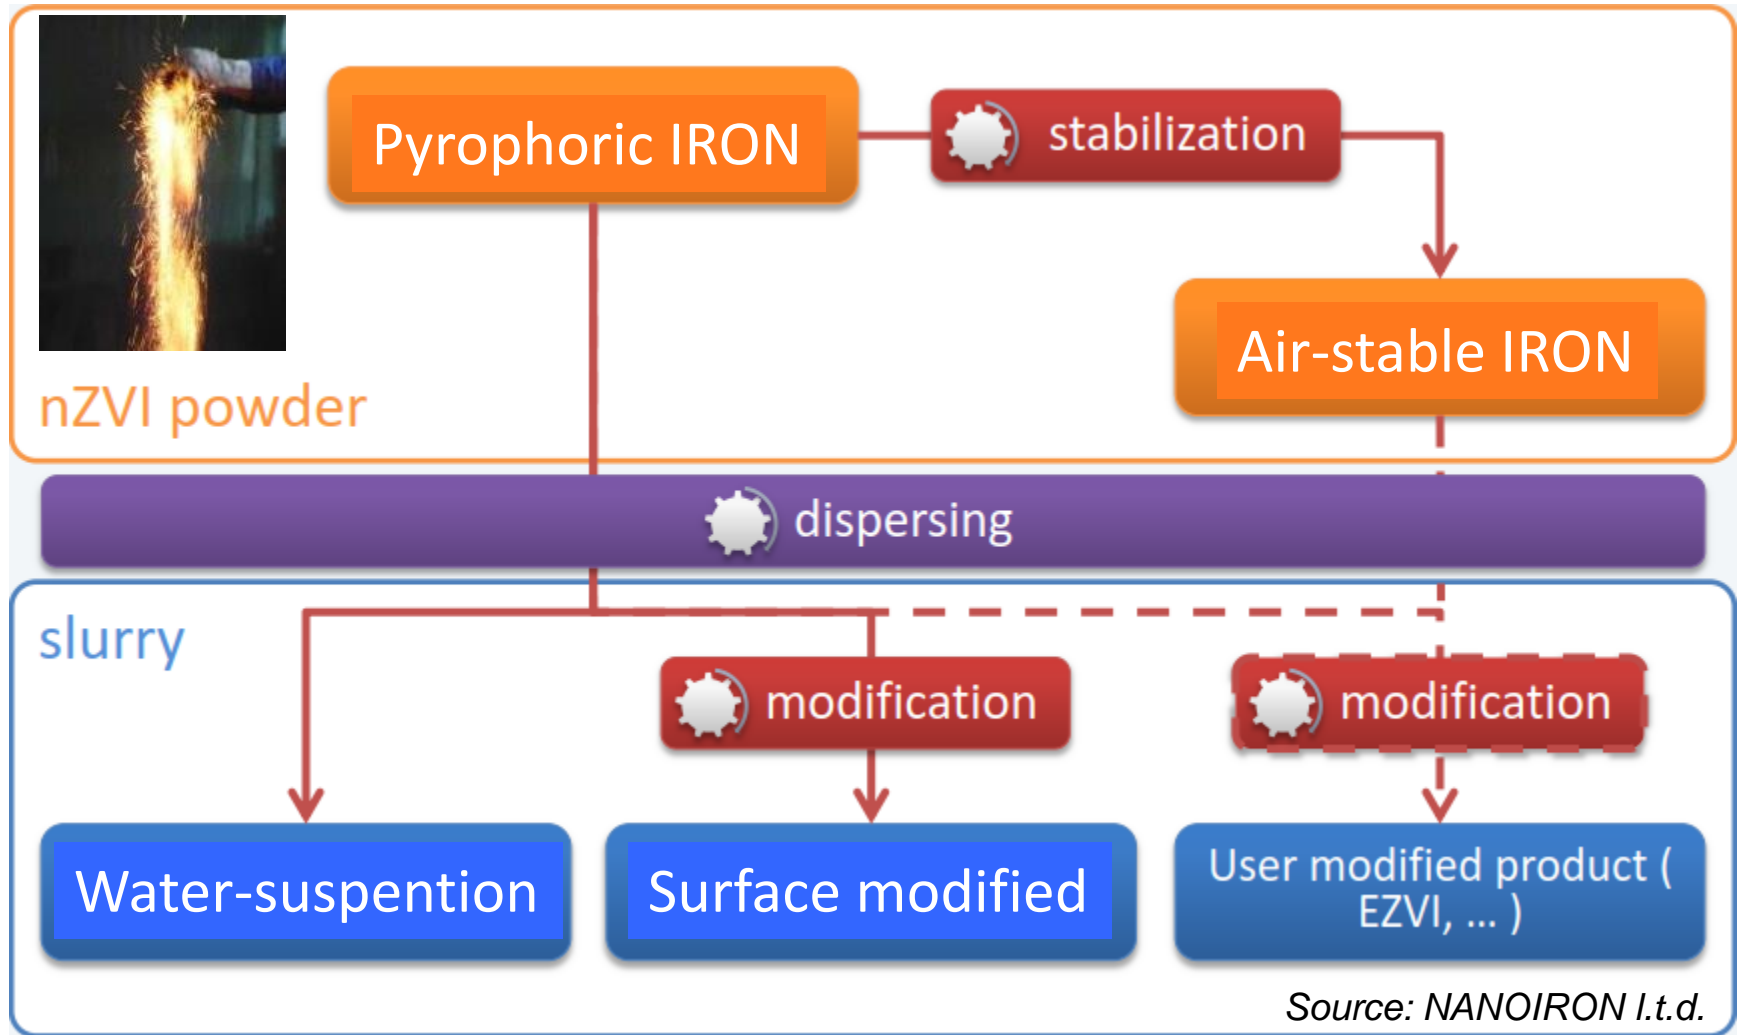 Pyrophoric IRON
stabilization
Air-stable IRON
nZVI powder
dispersing
slurry
modification
modification
Water-suspention
Surface modified
User modified product (
EZVI, ... )
Source: NANOIRON l.t.d.